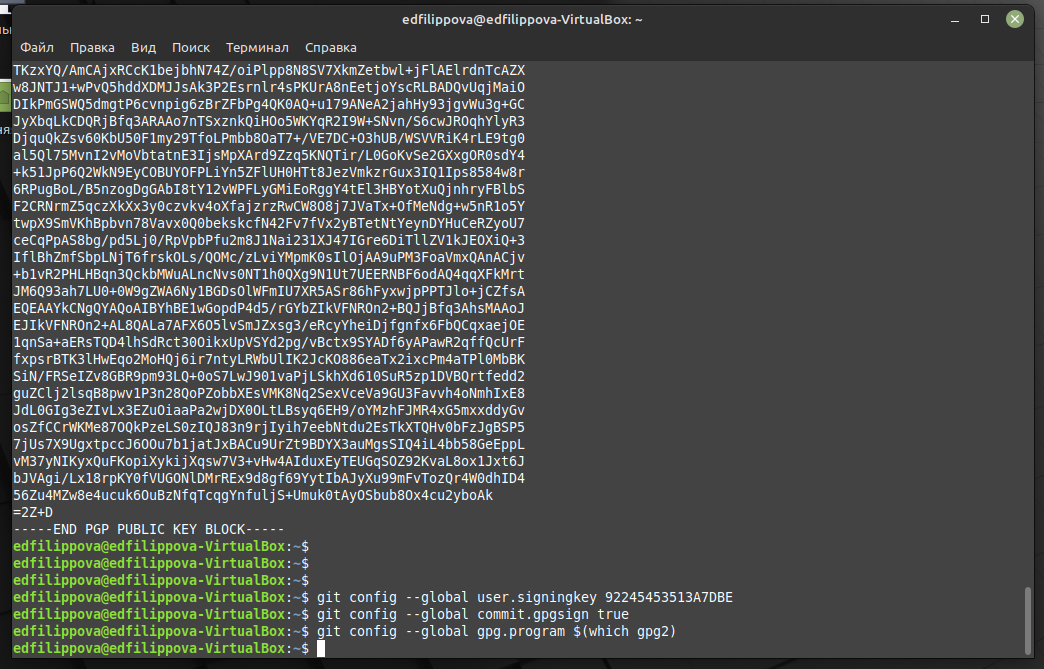 edfilippova@edfilippova-VirtualBox: ~
Файл Правка Вид Поиск Терминал Справка
TKzxYQ/AmCAjxRCcK1bejbhN74Z/oiPlpp8N8SV7XkmZetbwl+jFlAElrdnTcAZX
w8JNTJ1+wPvQ5hddXDMJJsAk3P2Esrnlr4sPKUrA8nEetjoYscRLBADQvUqjMaiO
DIkPmGSWQ5dmgtP6cvnpig6zBrZFbPg4QK0AQ+u179ANeA2jahHy93jgvWu3g+GC
JyXbqLkCDQRjBfq3ARAAo7nTSxznkQiHOo5WKYqR2I9W+SNvn/S6cwJROqhYlyR3
DjquQkZsv60KbU50F1my29TfoLPmbb8OaT7+/VE7DC+O3hUB/WSVVRiK4rLE9tg0
al5Ql75MvnI2vMoVbtatnE3IjsMpXArd9Zzq5KNQTir/L0GoKvSe2GXxgOR0sdY4
+k51JpP6Q2WkN9EyCOBUYOFPLiYn5ZFlUH0HTt8JezVmkzrGux3IQ1Ips8584w8r
6RPugBoL/B5nzogDgGAbI8tY12vWPFLyGMiEoRggY4tEl3HBYotXuQjnhryFBlbS
F2CRNrmZ5qczXkXx3y0czvkv4oXfajzrzRwCW8O8j7JVaTx+OfMeNdg+w5nR1o5Y
twpX9SmVKhBpbvn78Vavx0Q0bekskcfN42Fv7fVx2yBTetNtYeynDYHuCeRZyoU7
ceCqPpAS8bg/pd5Lj0/RpVpbPfu2m8J1Nai231XJ47IGre6DiTllZV1kJEOXiQ+3
IflBhZmfSbpLNjT6frskOLs/QOMc/zLviYMpmK0sIlOjAA9uPM3FoaVmxQAnACjv
+b1vR2PHLHBqn3QckbMWuALncNvs0NT1h0QXg9N1Ut7UEERNBF6odAQ4qqXFkMrt
JM6Q93ah7LU0+0W9gZWA6Ny1BGDsOlWFmIU7XR5ASr86hFyxwjpPPTJlo+jCZfsA
EQEAAYkCNgQYAQoAIBYhBE1wGopdP4d5/rGYbZIkVFNROn2+BQJjBfq3AhsMAAoJ
EJIkVFNROn2+AL8QALa7AFX6O5lvSmJZxsg3/eRcyYheiDjfgnfx6FbQCqxaejOE
1qnSa+aERsTQD4lhSdRct30OikxUpVSYd2pg/vBctx9SYADf6yAPawR2qffQcUrF
fxpsrBTK3lHwEqo2MoHQj6ir7ntyLRWbUlIK2JcKO886eaTx2ixcPm4aTPl0MbBK
SiN/FRSeIZv8GBR9pm93LQ+0oS7LwJ901vaPjLSkhXd610SuR5zp1DVBQrtfedd2
guZClj2lsqB8pwv1P3n28QoPZobbXEsVMK8Nq2SexVceVa9GU3Favvh4oNmhIxE8
JdL0GIg3eZIvLx3EZuOiaaPa2wjDX0OLtLBsyq6EH9/oYMzhFJMR4xG5mxxddyGv
osZfCCrWKMe87OQkPzeLS0zIQJ83n9rjIyih7eebNtdu2EsTkXTQHv0bFzJgBSP5
7jUs7X9UgxtpccJ6OOu7b1jatJxBACu9UrZt9BDYX3auMgsSIQ4iL4bb58GeEppL
vM37yNIKyxQuFKopiXykijXqsw7V3+vHw4AIduxEyTEUGqSOZ92KvaL8ox1Jxt6J
bJVAgi/Lx18rpKY0fVUGONlDMrREx9d8gf69YytIbAJyXu99mFvTozQr4W0dhID4
56Zu4MZw8e4ucuk6OuBzNfqTcqgYnfuljS+Umuk0tAyOSbub8Ox4cu2yboAk
=2Z+D
-----END PGP PUBLIC KEY BLOCK-----
edfilippova@edfilippova-VirtualBox:~$
edfilippova@edfilippova-VirtualBox:~$
edfilippova@edfilippova-VirtualBox:~$
edfilippova@edfilippova-VirtualBox:~$ git config --global user.signingkey 92245453513A7DBE
edfilippova@edfilippova-VirtualBox:~$ git config --global commit.gpgsign true
edfilippova@edfilippova-VirtualBox:~$ git config --global gpg.program $(which gpg2)
edfilippova@edfilippova-VirtualBox:~$